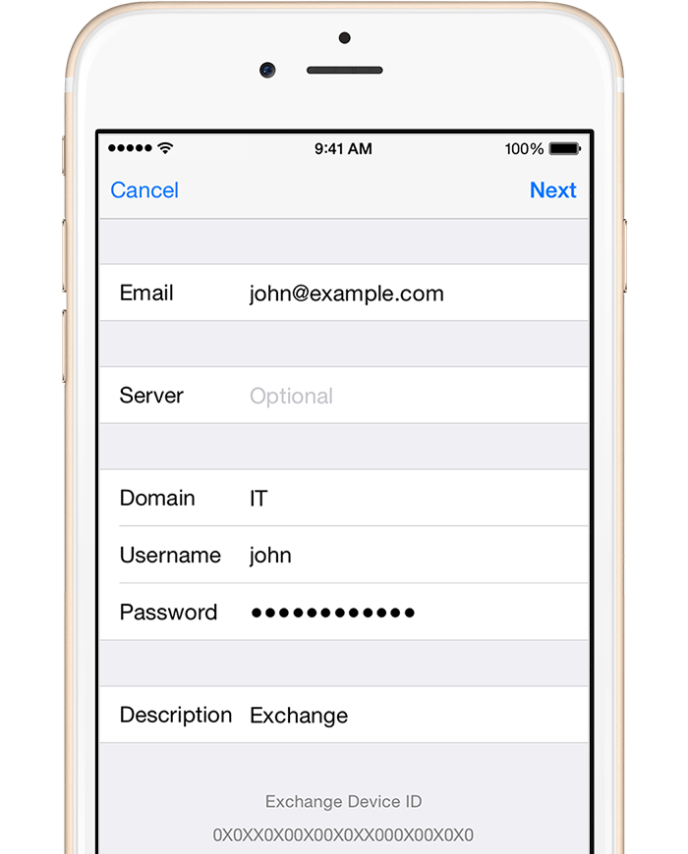 9:41 AM 100%
Cancel Next
Email john@example.com
Server Optional
Domain IT
Username john
Password ●●●●●●●●●●●●
Description Exchange
Exchange Device ID
0X0XX0X00X00X0XX000X00X0X0